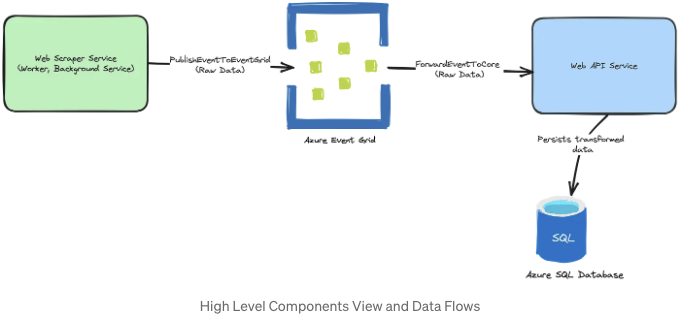 Web Scraper Service
(Worker, Background Service)
PublishEventToEventGrid
(Raw Data)
Azure Event Grid
ForwardEventToCore
(Raw Data)
Web API Service
Persists transformed
data
SQL
Azure SQL Database
High Level Components View and Data Flows